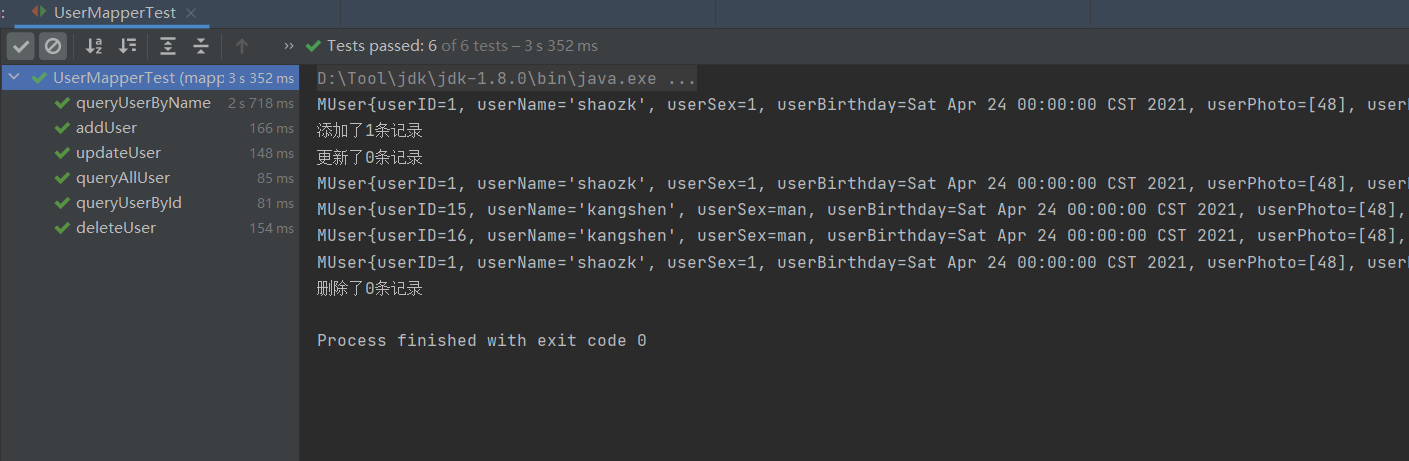 :
UserMapperTest ×
» Tests passed: 6 of 6 tests – 3 s 352 ms
UserMapperTest (mapp 3 s 352 ms
queryUserByName 2 s 718 ms
addUser 166 ms
updateUser 148 ms
queryAllUser 85 ms
queryUserById 81 ms
deleteUser 154 ms
D:\Tool\jdk\jdk-1.8.0\bin\java.exe ...
MUser{userID=1, userName='shaozk', userSex=1, userBirthday=Sat Apr 24 00:00:00 CST 2021, userPhoto=[48], userP
添加了1条记录
更新了0条记录
MUser{userID=1, userName='shaozk', userSex=1, userBirthday=Sat Apr 24 00:00:00 CST 2021, userPhoto=[48], userP
MUser{userID=15, userName='kangshen', userSex=man, userBirthday=Sat Apr 24 00:00:00 CST 2021, userPhoto=[48],
MUser{userID=16, userName='kangshen', userSex=man, userBirthday=Sat Apr 24 00:00:00 CST 2021, userPhoto=[48],
MUser{userID=1, userName='shaozk', userSex=1, userBirthday=Sat Apr 24 00:00:00 CST 2021, userPhoto=[48], userP
删除了0条记录
Process finished with exit code 0